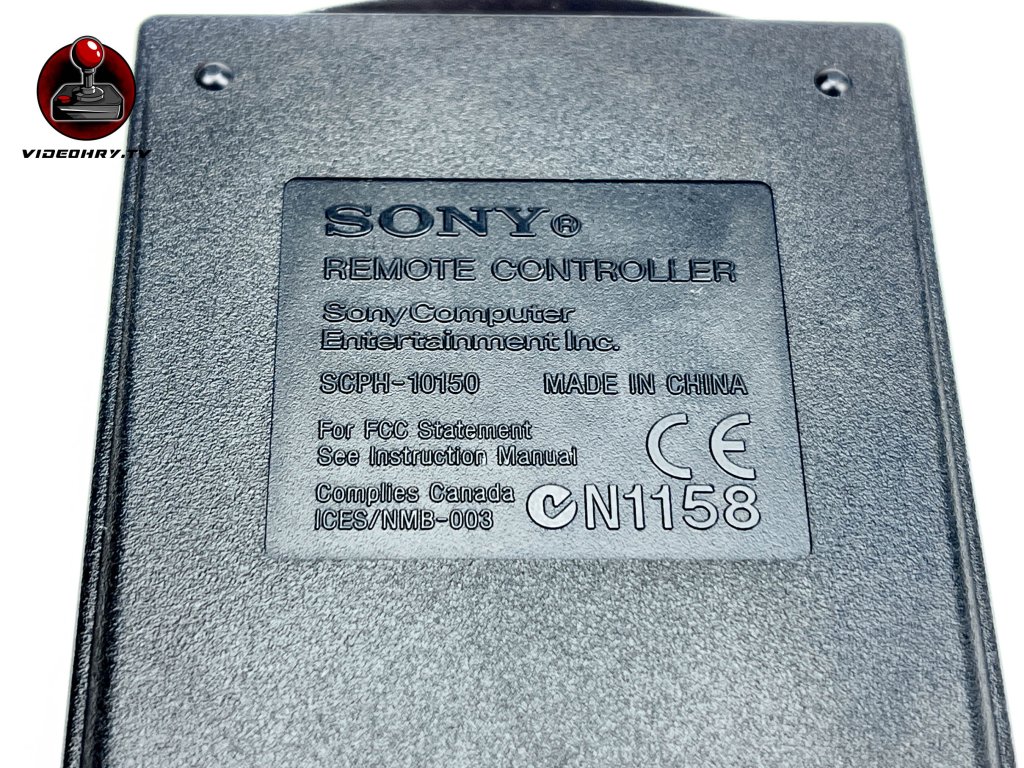 VIDEOHRY.TV
SONY®
REMOTE CONTROLLER
Sony Computer
Entertainment Inc.
SCPH-10150 MADE IN CHINA
For FCC Statement
See Instruction Manual
CE
Complies Canada
ICES/NMB-003
N1158